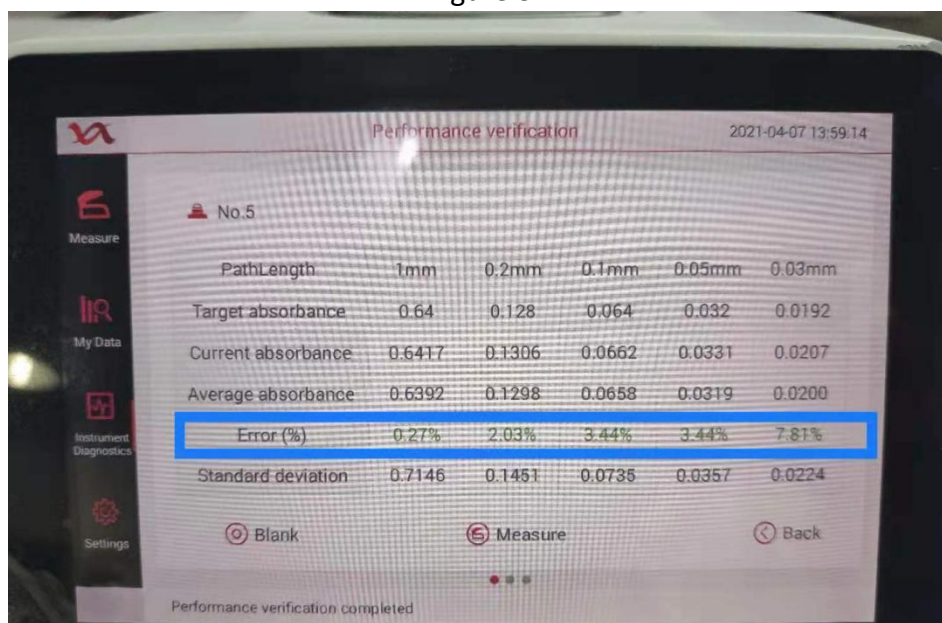 Performance verification 2021-04-07 13:59:14
No.5
Measure
PathLength 1mm 0.2mm 0.1mm 0.05mm 0.03mm
Target absorbance 0.64 0.128 0.064 0.032 0.0192
My Data
Current absorbance 0.6417 0.1306 0.0662 0.0331 0.0207
Average absorbance 0.6392 0.1298 0.0658 0.0319 0.0200
Instrument
Diagnostics
Error (%) 0.27% 2.03% 3.44% 3.44% 7.81%
Standard deviation 0.7146 0.1451 0.0735 0.0357 0.0224
Settings
Blank Measure Back
Performance verification completed